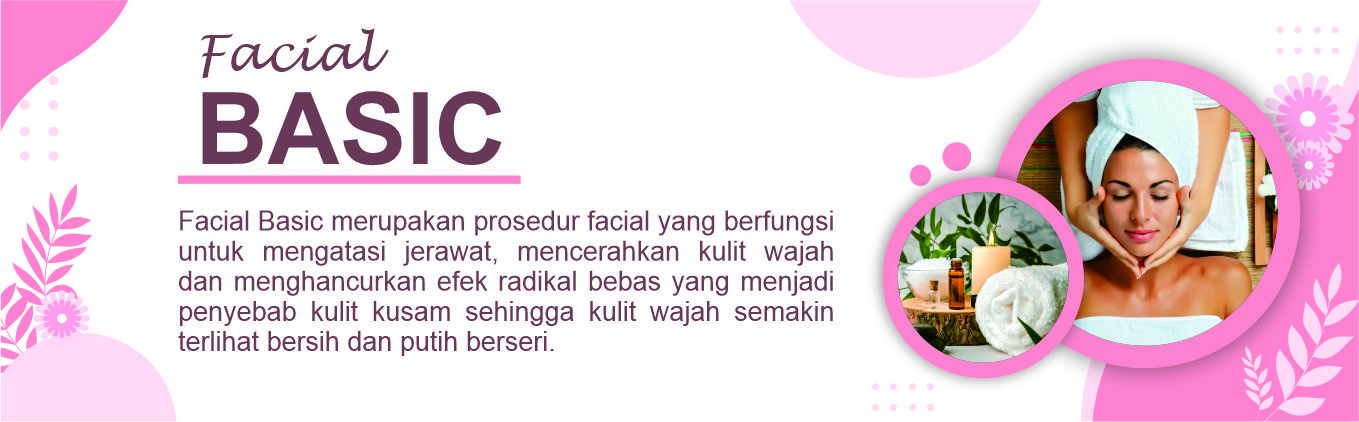 Facial
BASIC
Facial Basic merupakan prosedur facial yang berfungsi
untuk mengatasi jerawat, mencerahkan kulit wajah
dan menghancurkan efek radikal bebas yang menjadi
penyebab kulit kusam sehingga kulit wajah semakin
terlihat bersih dan putih berseri.